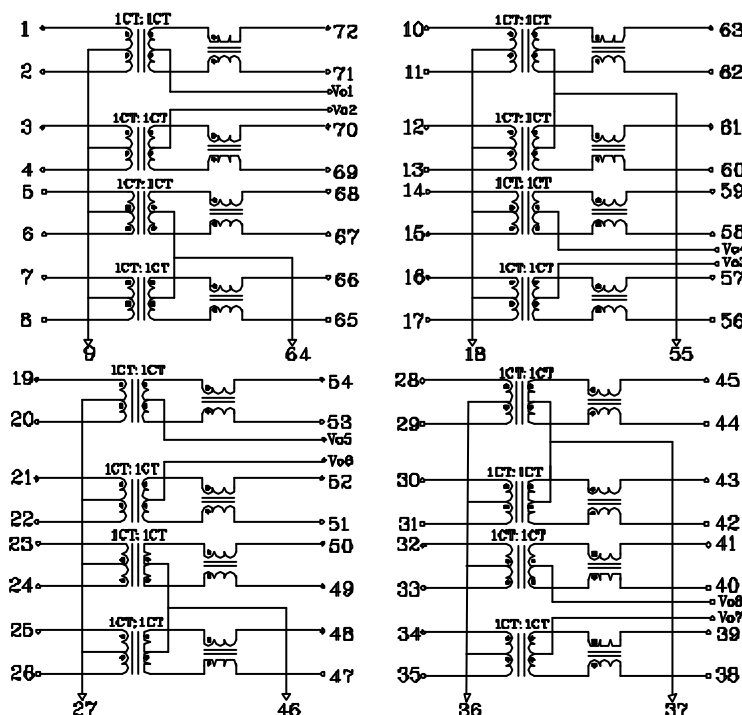 1 1CT:1CT 72
2 71
Vo1
Vo2
3 1CT:1CT 70
4 69
5 1CT:1CT 68
6 67
7 1CT:1CT 66
8 65
9 64
10 1CT:1CT 63
11 62
12 1CT:1CT 61
13 60
14 1CT:1CT 59
15 58
Vo4
Vo3
16 1CT:1CT 57
17 56
18 55
19 1CT:1CT 54
20 53
Vo5
Vo6
21 1CT:1CT 52
22 51
23 1CT:1CT 50
24 49
25 1CT:1CT 48
26 47
27 46
28 1CT:1CT 45
29 44
30 1CT:1CT 43
31 42
32 1CT:1CT 41
33 40
Vo8
Vo7
34 1CT:1CT 39
35 38
36 37